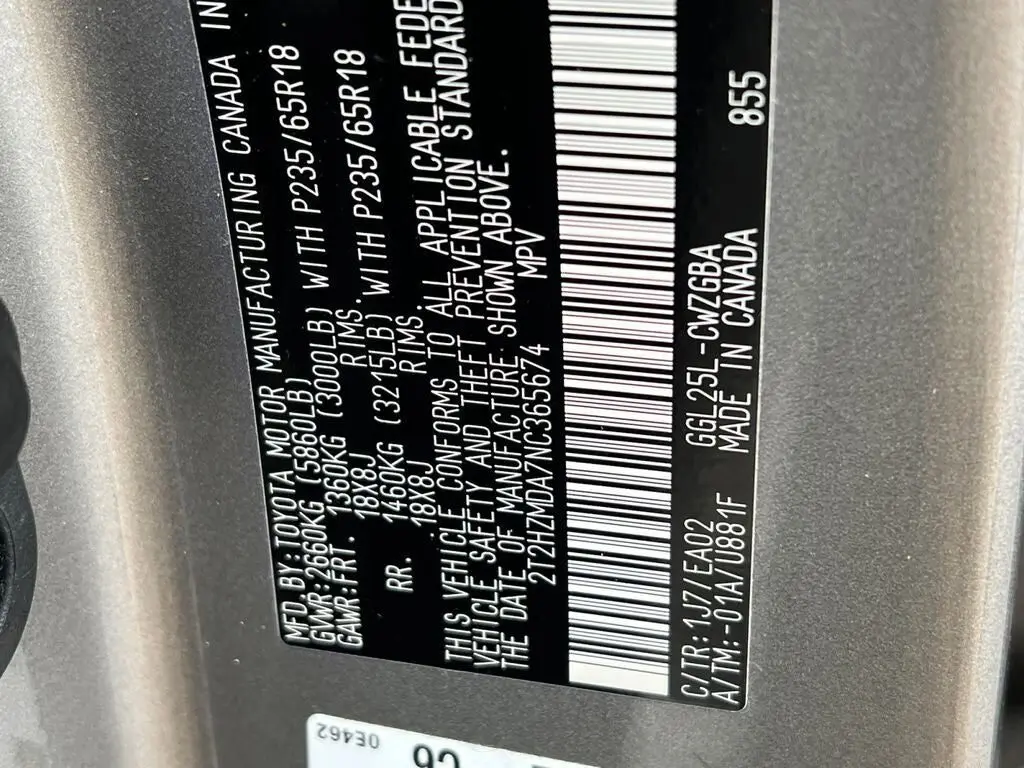 MFD.BY:TOYOTA MOTOR MANUFACTURING CANADA IN
GVWR:2660KG (5860LB)
GAWR:FRT. 1360KG (3000LB) WITH P235/65R18
18X8J RIMS.
RR. 1460KG (3215LB) WITH P235/65R18
18X8J RIMS.
THIS VEHICLE CONFORMS TO ALL APPLICABLE FEDE
VEHICLE SAFETY AND THEFT PREVENTION STANDARD
THE DATE OF MANUFACTURE SHOWN ABOVE.
2T2HZMDA7NC365674 MPV
C/TR:1J7/EA02 GGL25L-CWZGBA 855
A/TM:-01A/U881F MADE IN CANADA
0E462